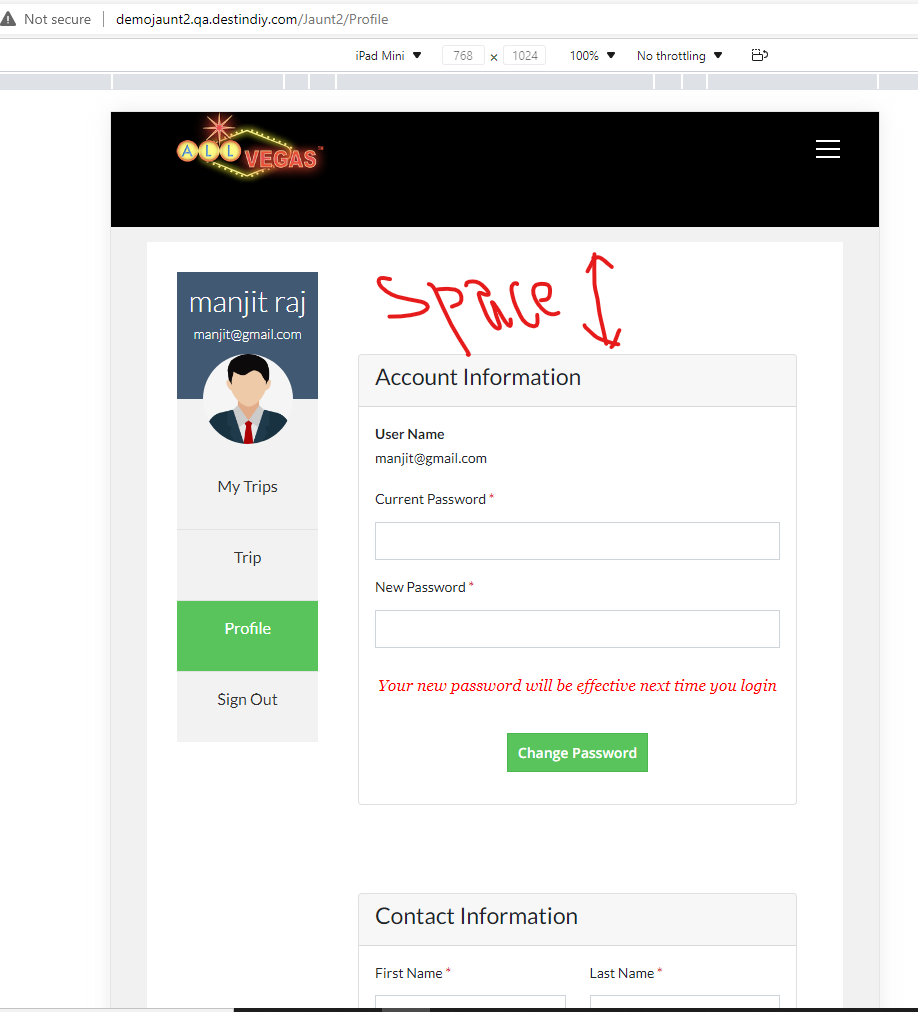 Not secure
demojaunt2.qa.destindiy.com/Jaunt2/Profile
iPad Mini 768 x 1024 100% No throttling
ALL VEGAS ™
manjit raj
manjit@gmail.com
My Trips
Trip
Profile
Sign Out
Space
Account Information
User Name
manjit@gmail.com
Current Password *
New Password *
Your new password will be effective next time you login
Change Password
Contact Information
First Name * Last Name *